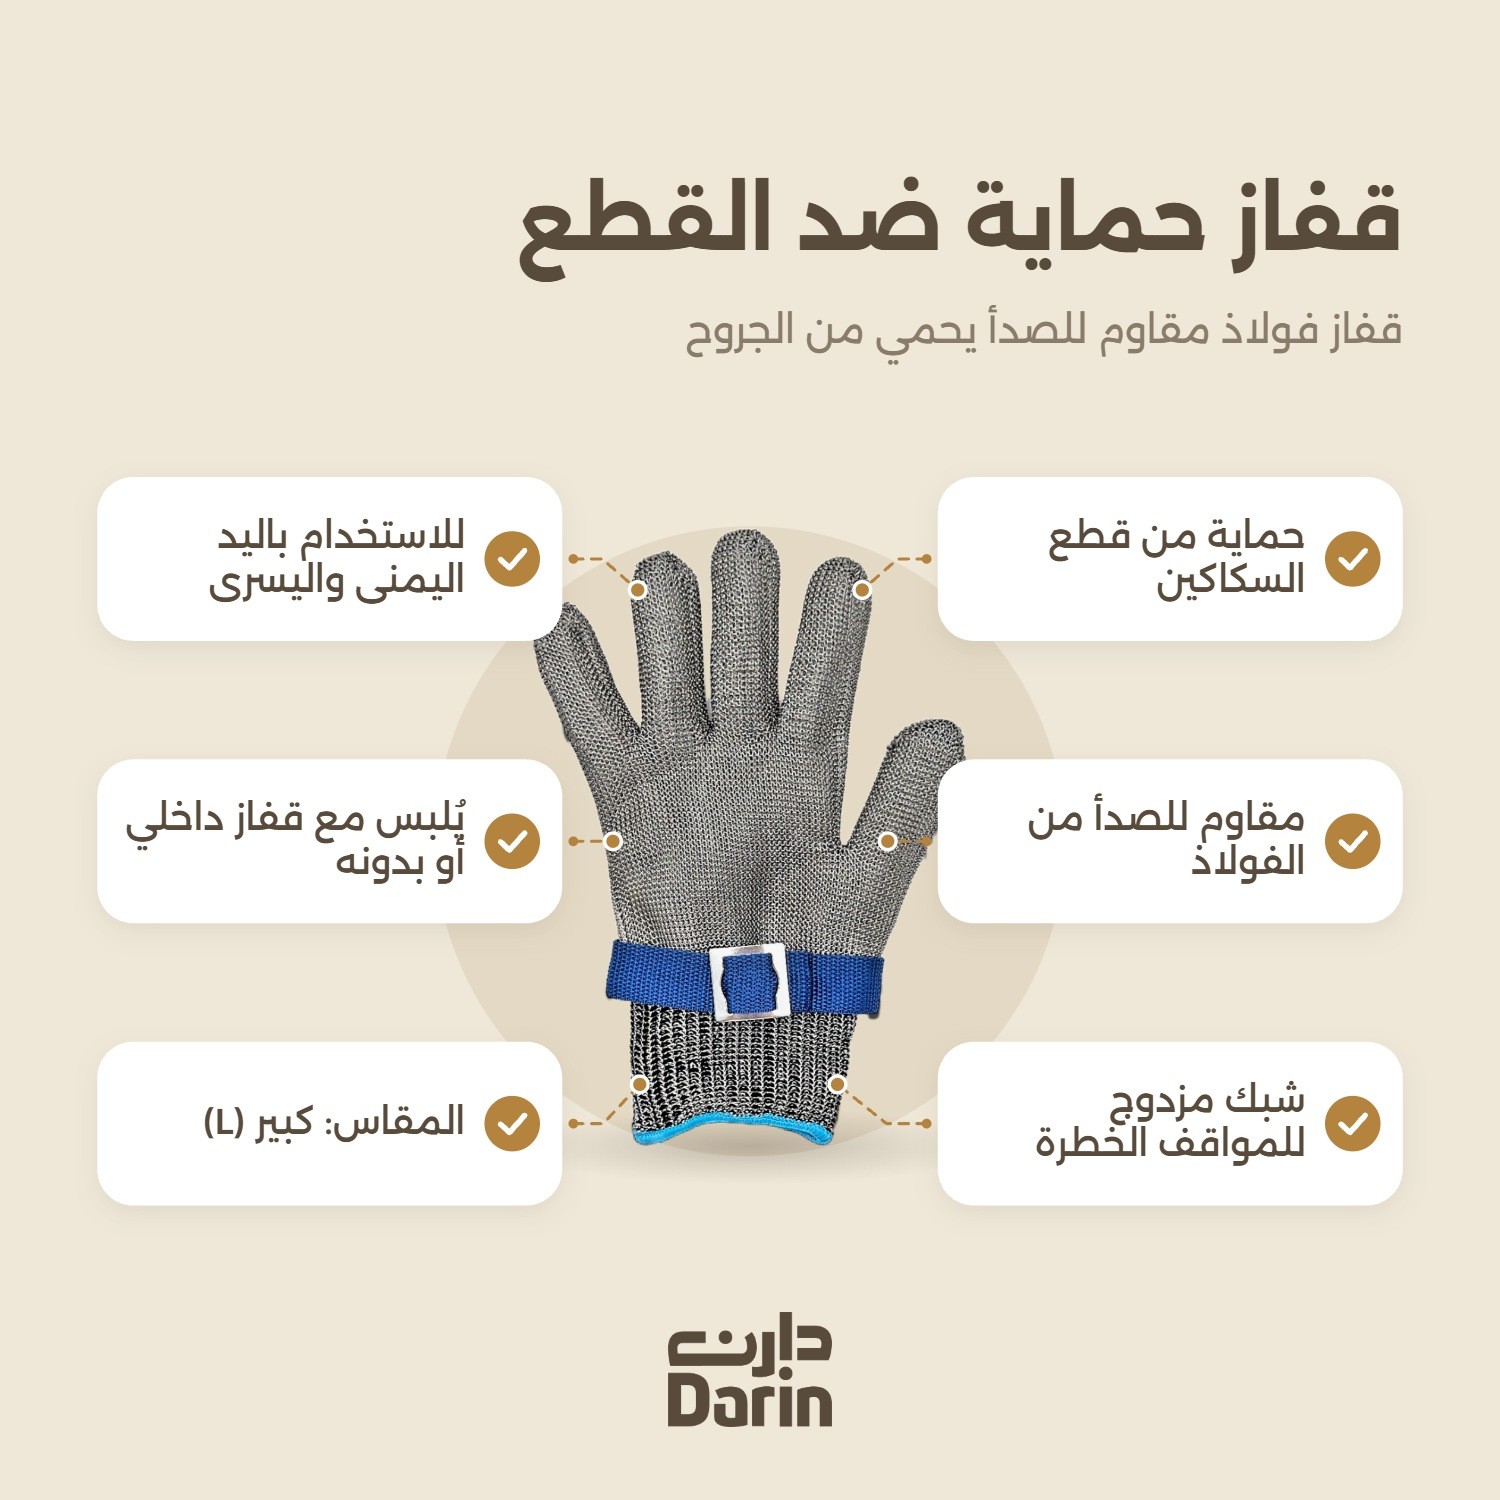 قفاز حماية ضد القطع
قفاز فولاذ مقاوم للصدأ يحمي من الجروح
حماية من قطع
السكاكين
للاستخدام باليد
اليمنى واليسرى
مقاوم للصدأ من
الفولاذ
يُلبس مع قفاز داخلي
أو بدونه
شبك مزدوج
للمواقف الخطرة
المقاس: كبير (L)
دارن
Darin